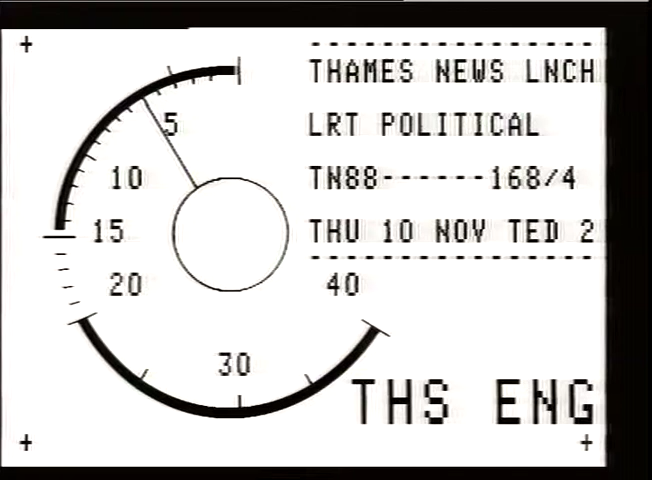 THAMES NEWS LNCH
LRT POLITICAL
TN88------168/4
THU 10 NOV TED 2
5
10
15
20
30
40
THS ENG